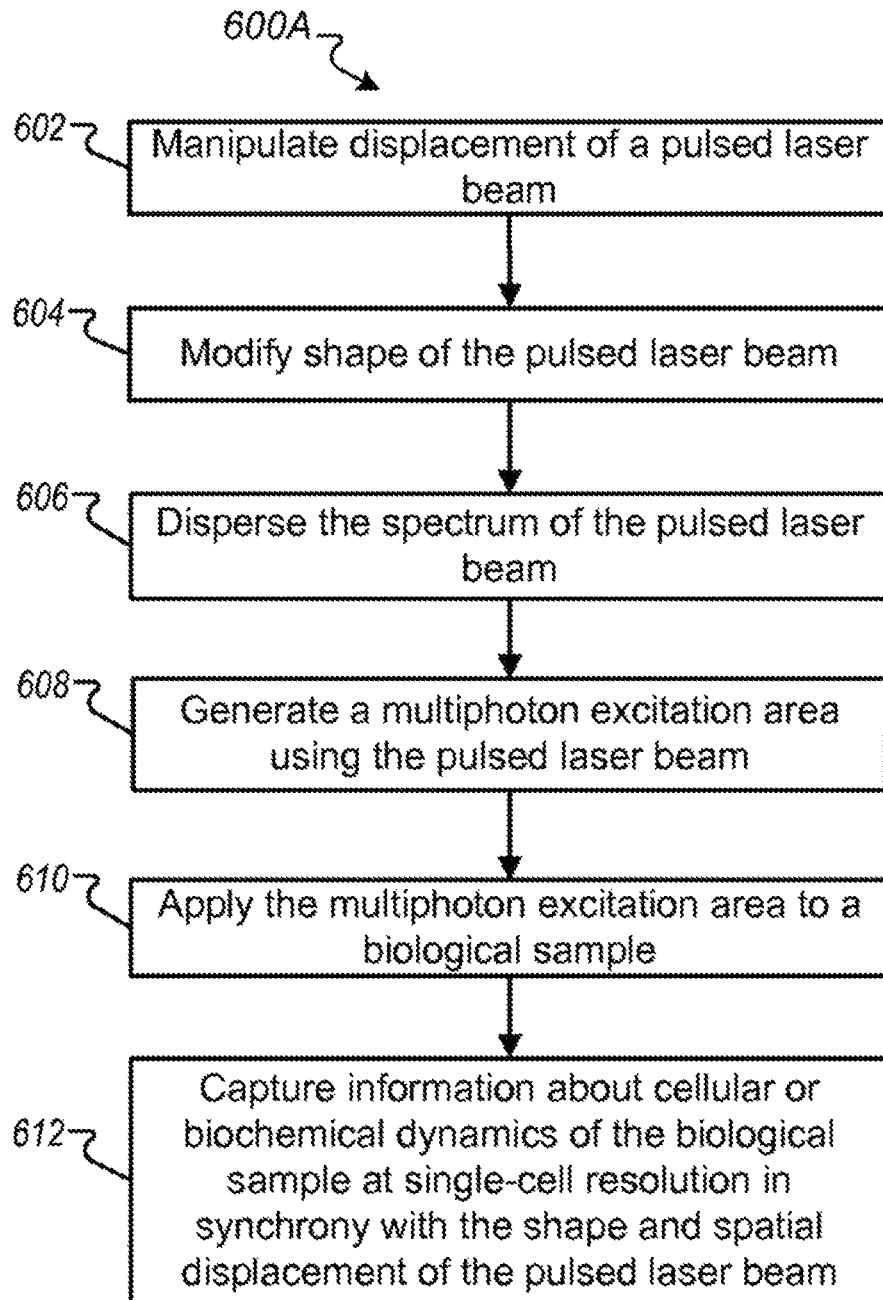 600A
602
Manipulate displacement of a pulsed laser
beam
604
Modify shape of the pulsed laser beam
606
Disperse the spectrum of the pulsed laser
beam
608
Generate a multiphoton excitation area
using the pulsed laser beam
610
Apply the multiphoton excitation area to a
biological sample
612
Capture information about cellular or
biochemical dynamics of the biological
sample at single-cell resolution in
synchrony with the shape and spatial
displacement of the pulsed laser beam